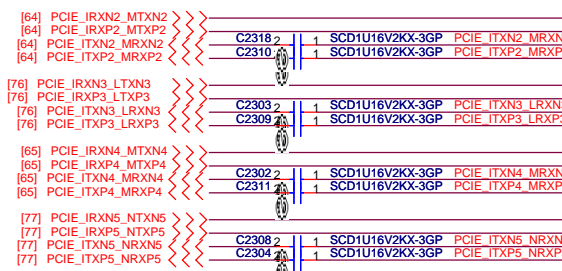 [64] PCIE_IRXN2_MTXN2
[64] PCIE_IRXP2_MTXP2
[64] PCIE_ITXN2_MRXN2 C2318 2 1 SCD1U16V2KX-3GP PCIE_ITXN2_MRXN
[64] PCIE_ITXP2_MRXP2 C2310 2 1 SCD1U16V2KX-3GP PCIE_ITXP2_MRXP
[76] PCIE_IRXN3_LTXN3
[76] PCIE_IRXP3_LTXP3
[76] PCIE_ITXN3_LRXN3 C2303 2 1 SCD1U16V2KX-3GP PCIE_ITXN3_LRXN3
[76] PCIE_ITXP3_LRXP3 C2309 2 1 SCD1U16V2KX-3GP PCIE_ITXP3_LRXP3
[65] PCIE_IRXN4_MTXN4
[65] PCIE_IRXP4_MTXP4
[65] PCIE_ITXN4_MRXN4 C2302 2 1 SCD1U16V2KX-3GP PCIE_ITXN4_MRXN
[65] PCIE_ITXP4_MRXP4 C2311 2 1 SCD1U16V2KX-3GP PCIE_ITXP4_MRXP
[77] PCIE_IRXN5_NTXN5
[77] PCIE_IRXP5_NTXP5
[77] PCIE_ITXN5_NRXN5 C2308 2 1 SCD1U16V2KX-3GP PCIE_ITXN5_NRXN
[77] PCIE_ITXP5_NRXP5 C2304 2 1 SCD1U16V2KX-3GP PCIE_ITXP5_NRXP